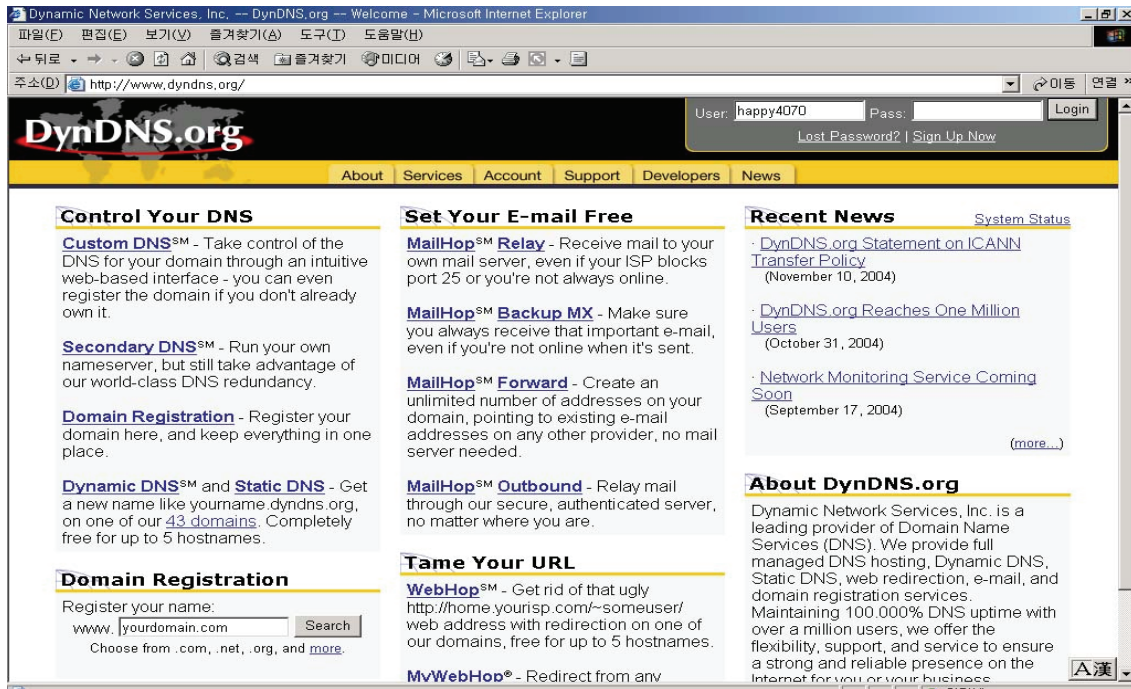 Dynamic Network Services, Inc. -- DynDNS.org -- Welcome - Microsoft Internet Explorer
파일(F) 편집(E) 보기(V) 즐겨찾기(A) 도구(T) 도움말(H)
뒤로 검색 즐겨찾기 미디어
주소(D) http://www.dyndns.org/ 이동 연결 »
DynDNS.org
User: happy4070 Pass: Login
Lost Password? | Sign Up Now
About Services Account Support Developers News
Control Your DNS
Custom DNS℠ - Take control of the
DNS for your domain through an intuitive
web-based interface - you can even
register the domain if you don't already
own it.
Secondary DNS℠ - Run your own
nameserver, but still take advantage of
our world-class DNS redundancy.
Domain Registration - Register your
domain here, and keep everything in one
place.
Dynamic DNS℠ and Static DNS - Get
a new name like yourname.dyndns.org,
on one of our 43 domains. Completely
free for up to 5 hostnames.
Domain Registration
Register your name:
www. yourdomain.com Search
Choose from .com, .net, .org, and more.
Set Your E-mail Free
MailHop℠ Relay - Receive mail to your
own mail server, even if your ISP blocks
port 25 or you're not always online.
MailHop℠ Backup MX - Make sure
you always receive that important e-mail,
even if you're not online when it's sent.
MailHop℠ Forward - Create an
unlimited number of addresses on your
domain, pointing to existing e-mail
addresses on any other provider, no mail
server needed.
MailHop℠ Outbound - Relay mail
through our secure, authenticated server,
no matter where you are.
Tame Your URL
WebHop℠ - Get rid of that ugly
http://home.yourisp.com/~someuser/
web address with redirection on one of
our domains, free for up to 5 hostnames.
MyWebHop® - Redirect from any
Recent News System Status
· DynDNS.org Statement on ICANN
Transfer Policy
(November 10, 2004)
· DynDNS.org Reaches One Million
Users
(October 31, 2004)
· Network Monitoring Service Coming
Soon
(September 17, 2004)
(more...)
About DynDNS.org
Dynamic Network Services, Inc. is a
leading provider of Domain Name
Services (DNS). We provide full
managed DNS hosting, Dynamic DNS,
Static DNS, web redirection, e-mail, and
domain registration services.
Maintaining 100.000% DNS uptime with
over a million users, we offer the
flexibility, support, and service to ensure
a strong and reliable presence on the
Internet for you or your business.
A漢